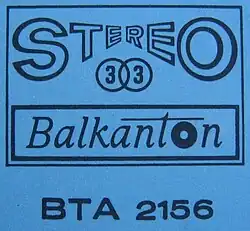 STEREO
33
Balkanton
BTA 2156